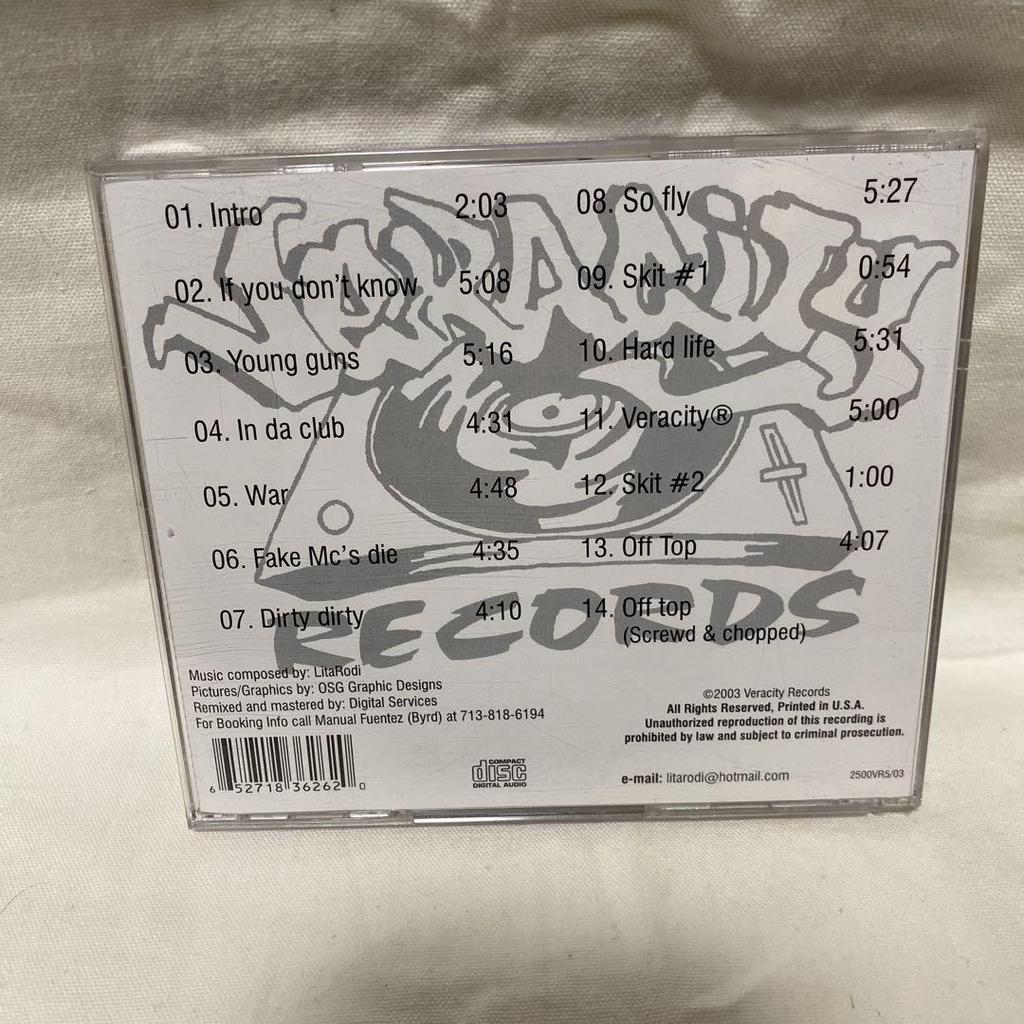 VERACITY
RECORDS
01. Intro 2:03
02. If you don't know 5:08
03. Young guns 5:16
04. In da club 4:31
05. War 4:48
06. Fake Mc's die 4:35
07. Dirty dirty 4:10
08. So fly 5:27
09. Skit #1 0:54
10. Hard life 5:31
11. Veracity® 5:00
12. Skit #2 1:00
13. Off Top 4:07
14. Off top
(Screwd & chopped)
Music composed by: LitaRodi
Pictures/Graphics by: OSG Graphic Designs
Remixed and mastered by: Digital Services
For Booking Info call Manual Fuentez (Byrd) at 713-818-6194
6 52718 36262 0
COMPACT
disc
DIGITAL AUDIO
©2003 Veracity Records
All Rights Reserved, Printed in U.S.A.
Unauthorized reproduction of this recording is
prohibited by law and subject to criminal prosecution.
e-mail: litarodi@hotmail.com
2500VR5/03